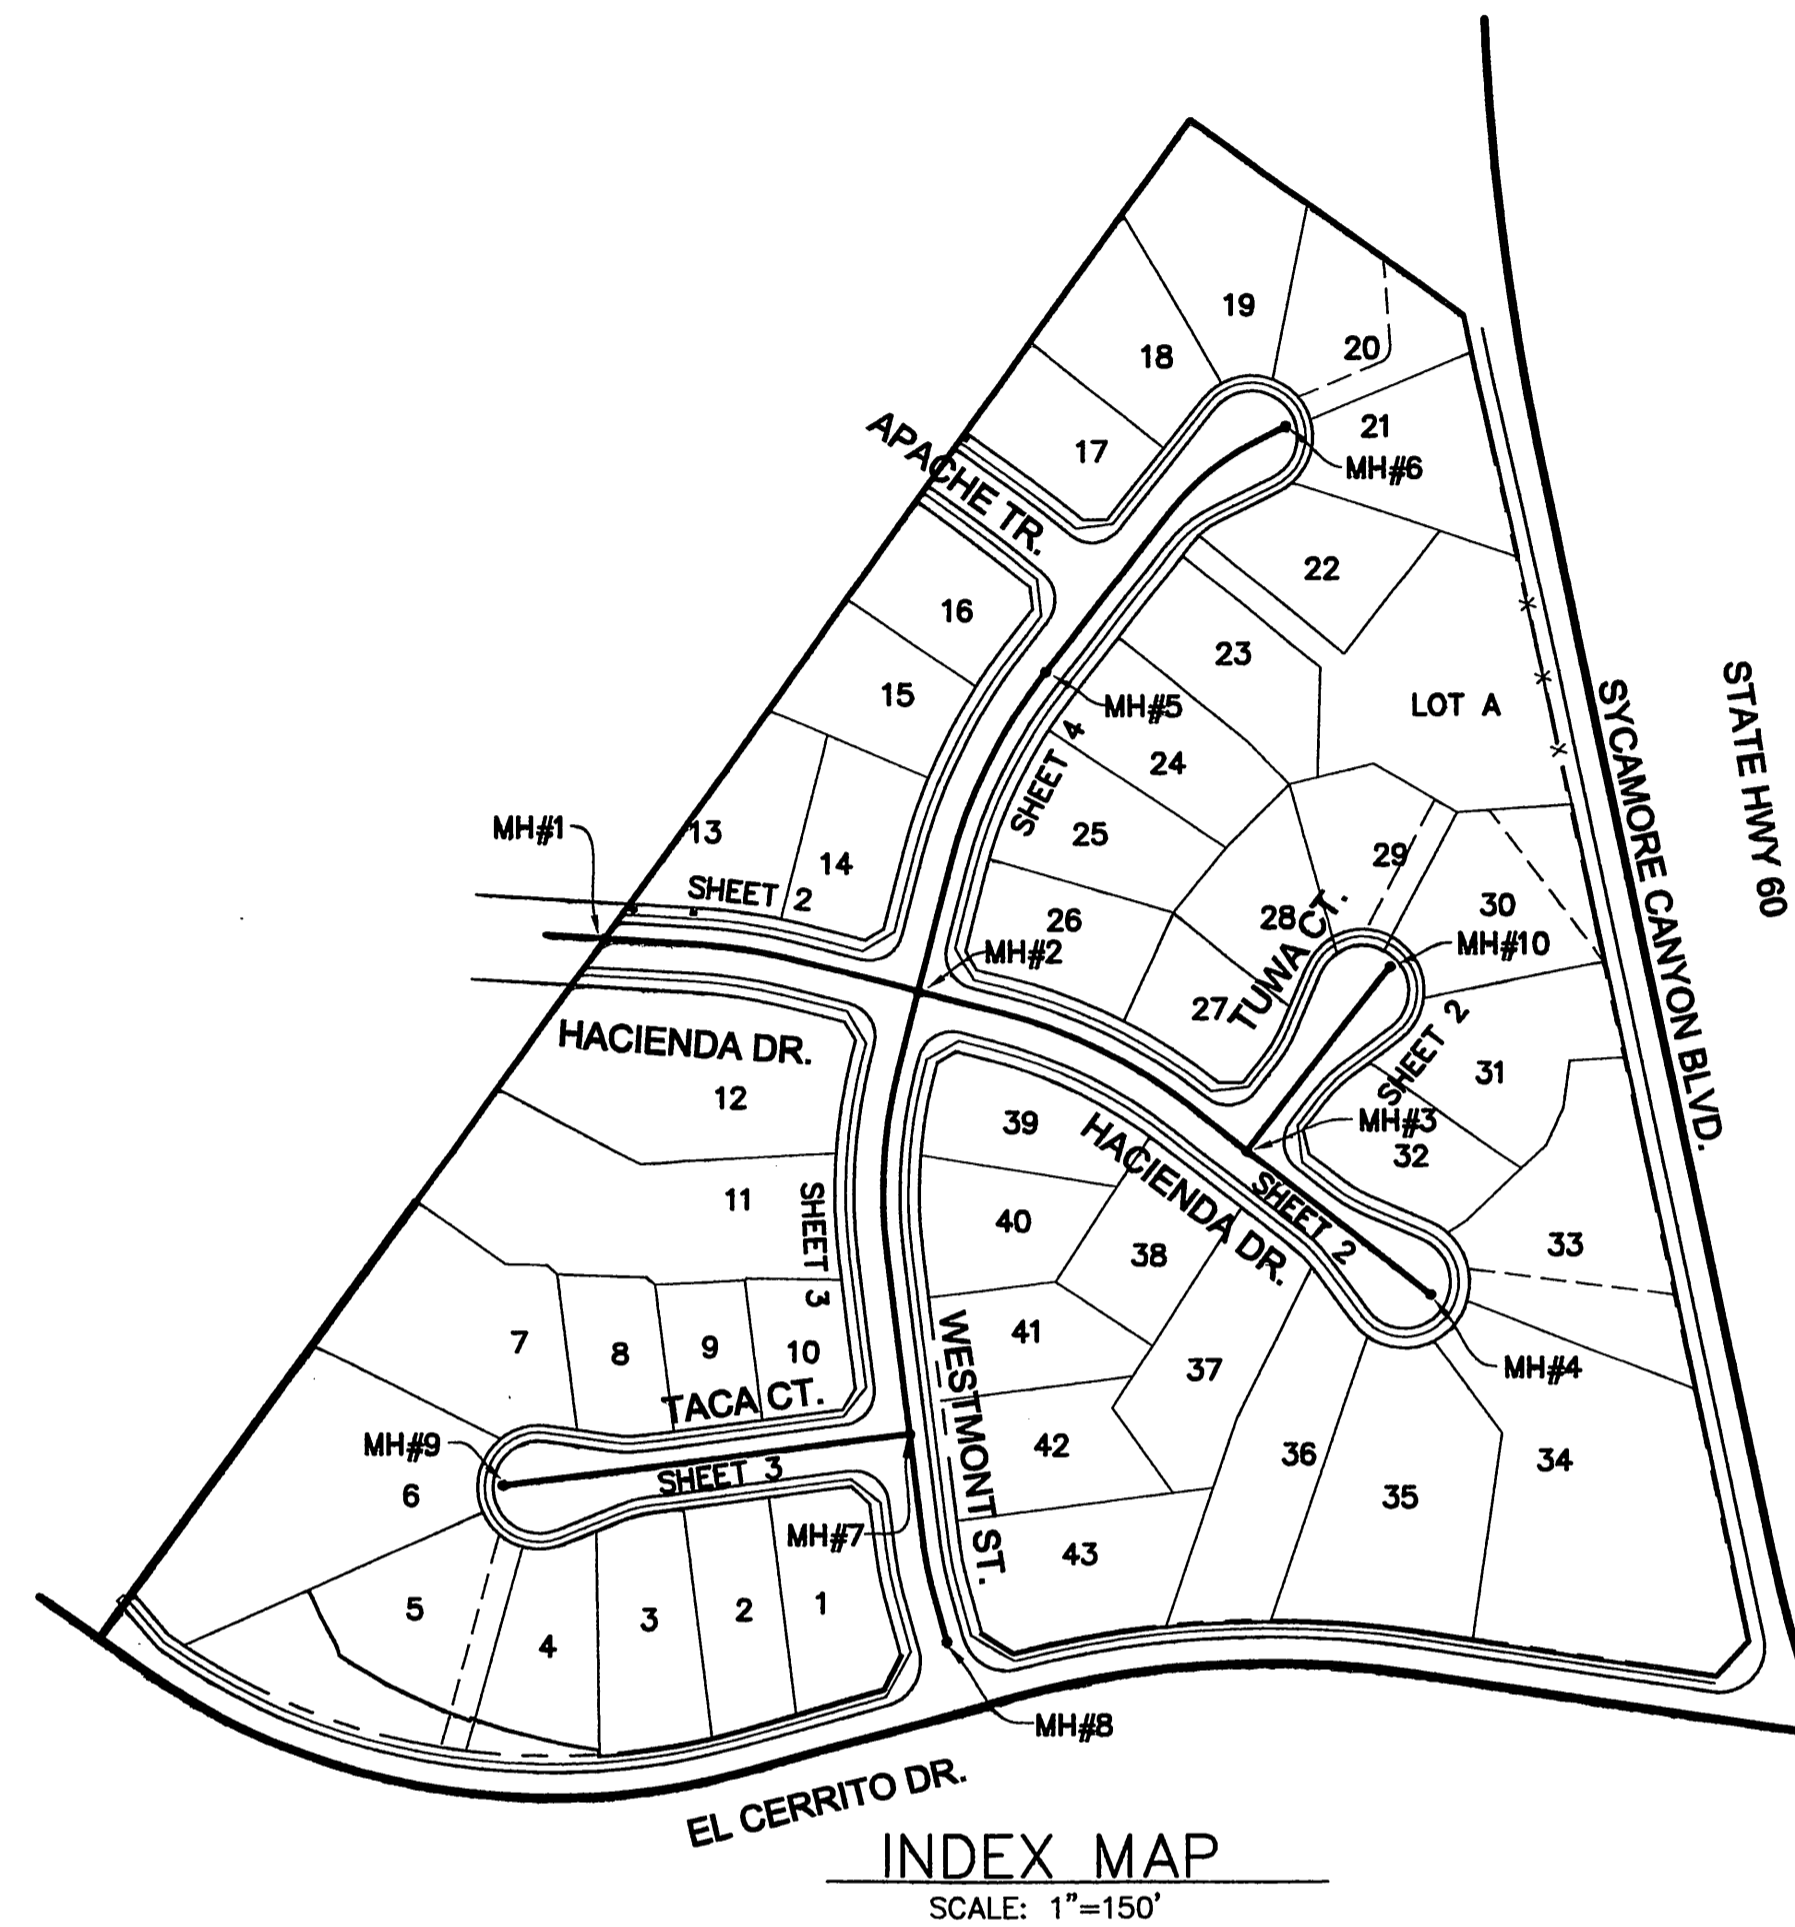 19
18
20
APACHE TR.
17
21
MH#6
22
16
23
15
MH#5
LOT A
SHEET 4
24
SYCAMORE CANYON BLVD.
STATE HWY 60
MH#1
13
14
25
29
SHEET 2
26
28
30
TUWA CT.
MH#2
MH#10
27
HACIENDA DR.
SHEET 2
31
12
39
MH#3
32
HACIENDA DR.
11
SHEET 3
40
SHEET 2
38
33
7
8
9
10
41
WESTMONT ST.
37
MH#4
TACA CT.
MH#9
42
36
34
SHEET 3
6
35
MH#7
43
5
4
3
2
1
MH#8
EL CERRITO DR.
INDEX MAP
SCALE: 1"=150'